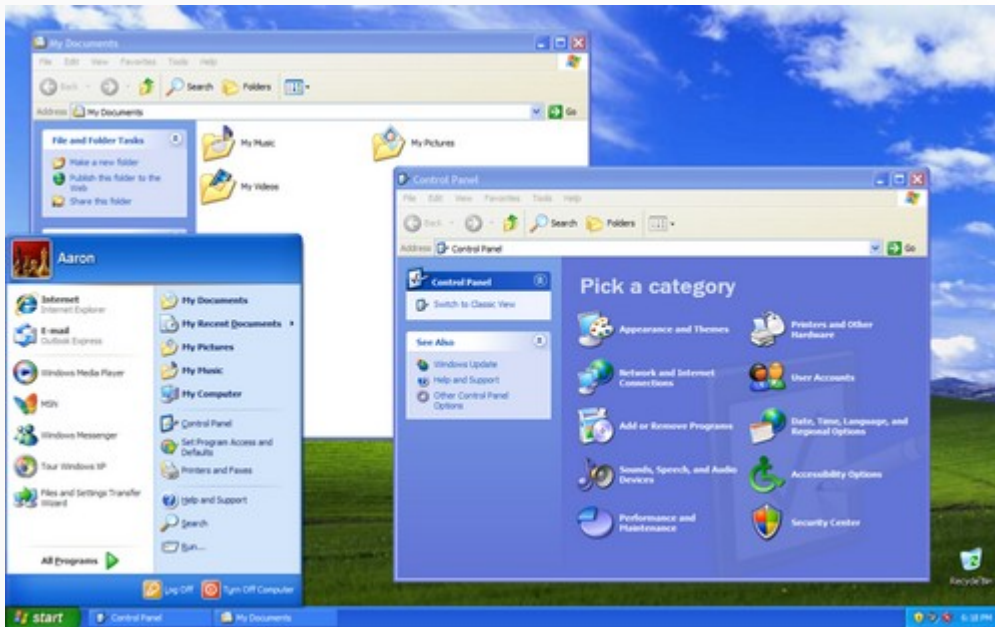 My Documents
File Edit View Favorites Tools Help
Back Search Folders
Address My Documents Go
File and Folder Tasks
Make a new folder
Publish this folder to the
Web
Share this folder
My Music
My Pictures
My Videos
Control Panel
File Edit View Favorites Tools Help
Back Search Folders
Address Control Panel Go
Control Panel
Switch to Classic View
See Also
Windows Update
Help and Support
Other Control Panel
Options
Pick a category
Appearance and Themes
Printers and Other
Hardware
Network and Internet
Connections
User Accounts
Add or Remove Programs
Date, Time, Language, and
Regional Options
Sounds, Speech, and Audio
Devices
Accessibility Options
Performance and
Maintenance
Security Center
Aaron
Internet
Internet Explorer
E-mail
Outlook Express
Windows Media Player
MSN
Windows Messenger
Tour Windows XP
Files and Settings Transfer
Wizard
All Programs
My Documents
My Recent Documents
My Pictures
My Music
My Computer
Control Panel
Set Program Access and
Defaults
Printers and Faxes
Help and Support
Search
Run...
Log Off Turn Off Computer
Recycle Bin
start Control Panel My Documents 6:18 PM